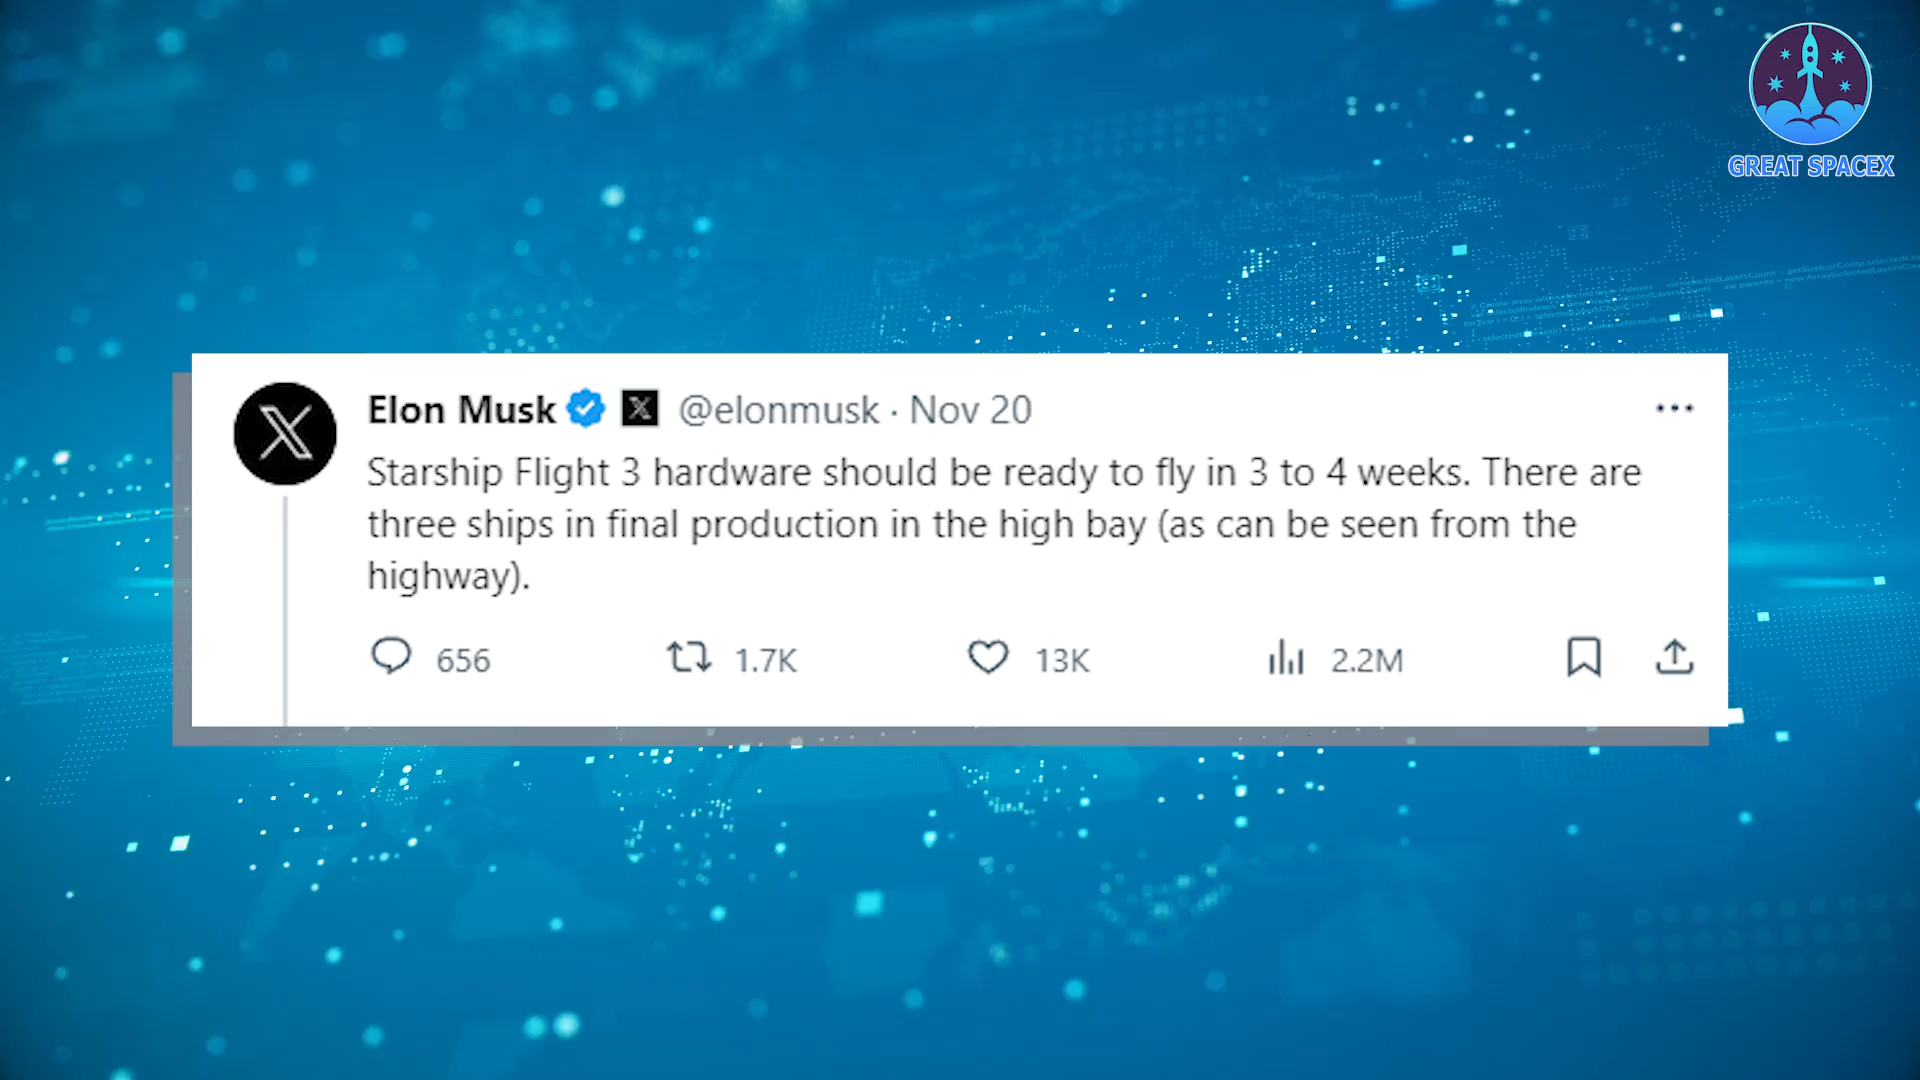 GREAT SPACEX
Elon Musk @elonmusk · Nov 20
Starship Flight 3 hardware should be ready to fly in 3 to 4 weeks. There are
three ships in final production in the high bay (as can be seen from the
highway).
656 1.7K 13K 2.2M